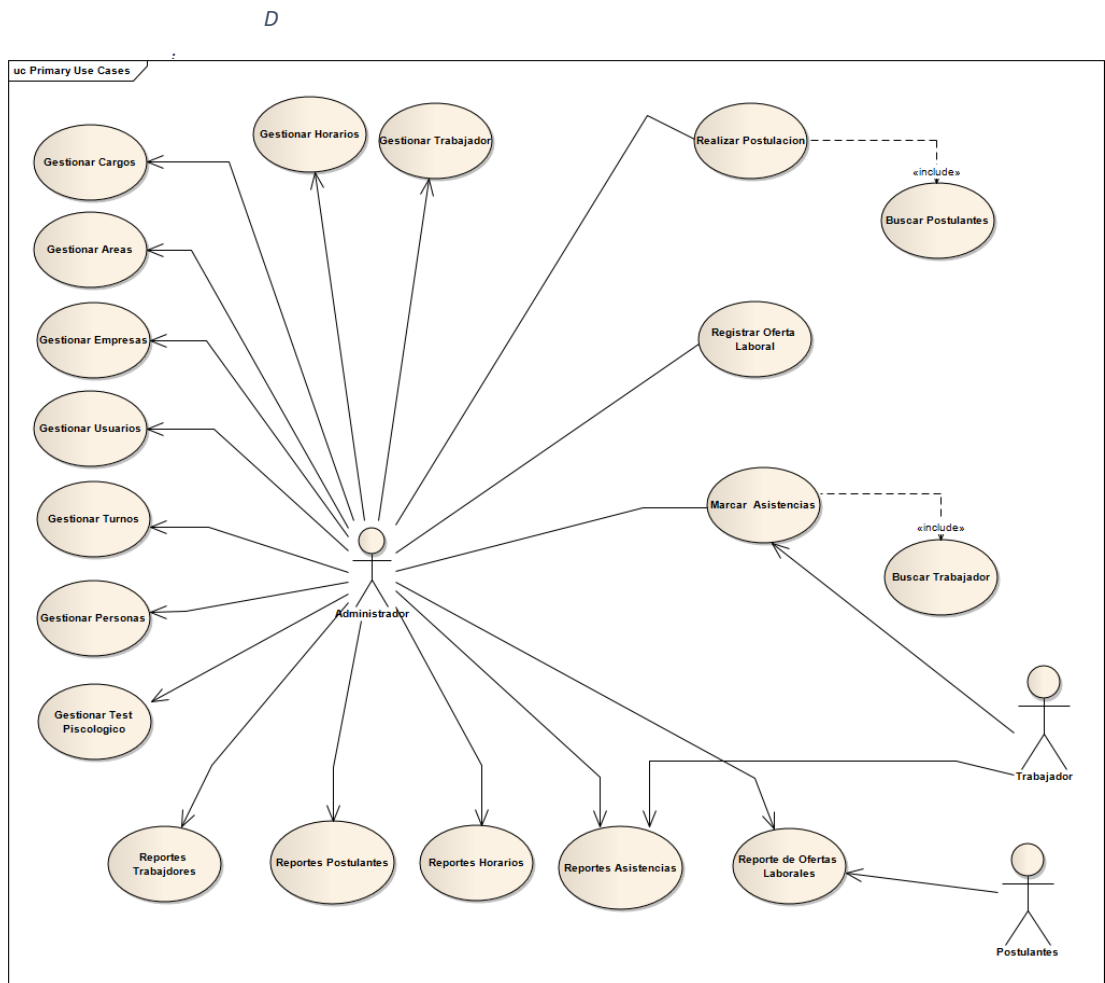 D
:
uc Primary Use Cases
Gestionar Horarios
Gestionar Trabajador
Realizar Postulacion
Gestionar Cargos
«include»
Buscar Postulantes
Gestionar Areas
Gestionar Empresas
Registrar Oferta
Laboral
Gestionar Usuarios
Marcar Asistencias
Gestionar Turnos
«include»
Buscar Trabajador
Gestionar Personas
Administrador
Gestionar Test
Piscologico
Trabajador
Reportes
Trabajdores
Reportes Postulantes
Reportes Horarios
Reportes Asistencias
Reporte de Ofertas
Laborales
Postulantes